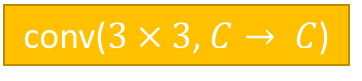 conv(3 × 3, C → C)